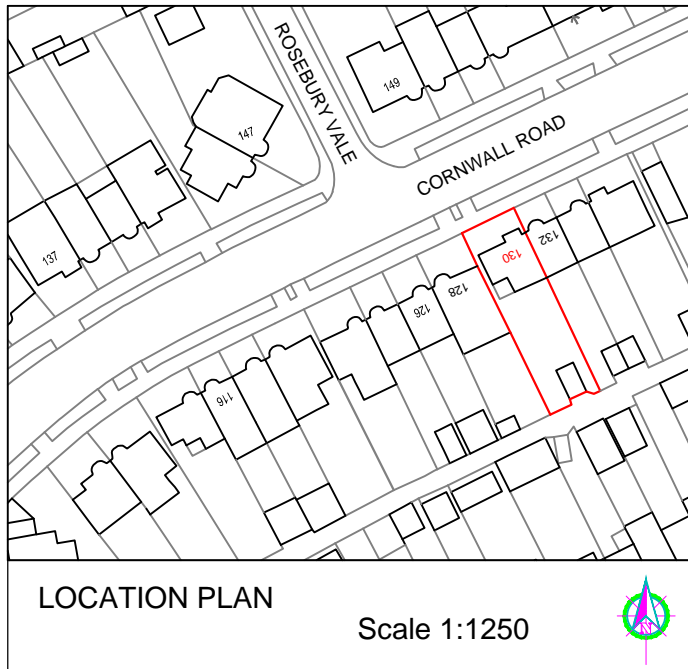 ROSEBURY VALE
149
147
CORNWALL ROAD
137
130
132
128
126
116
LOCATION PLAN
Scale 1:1250
N